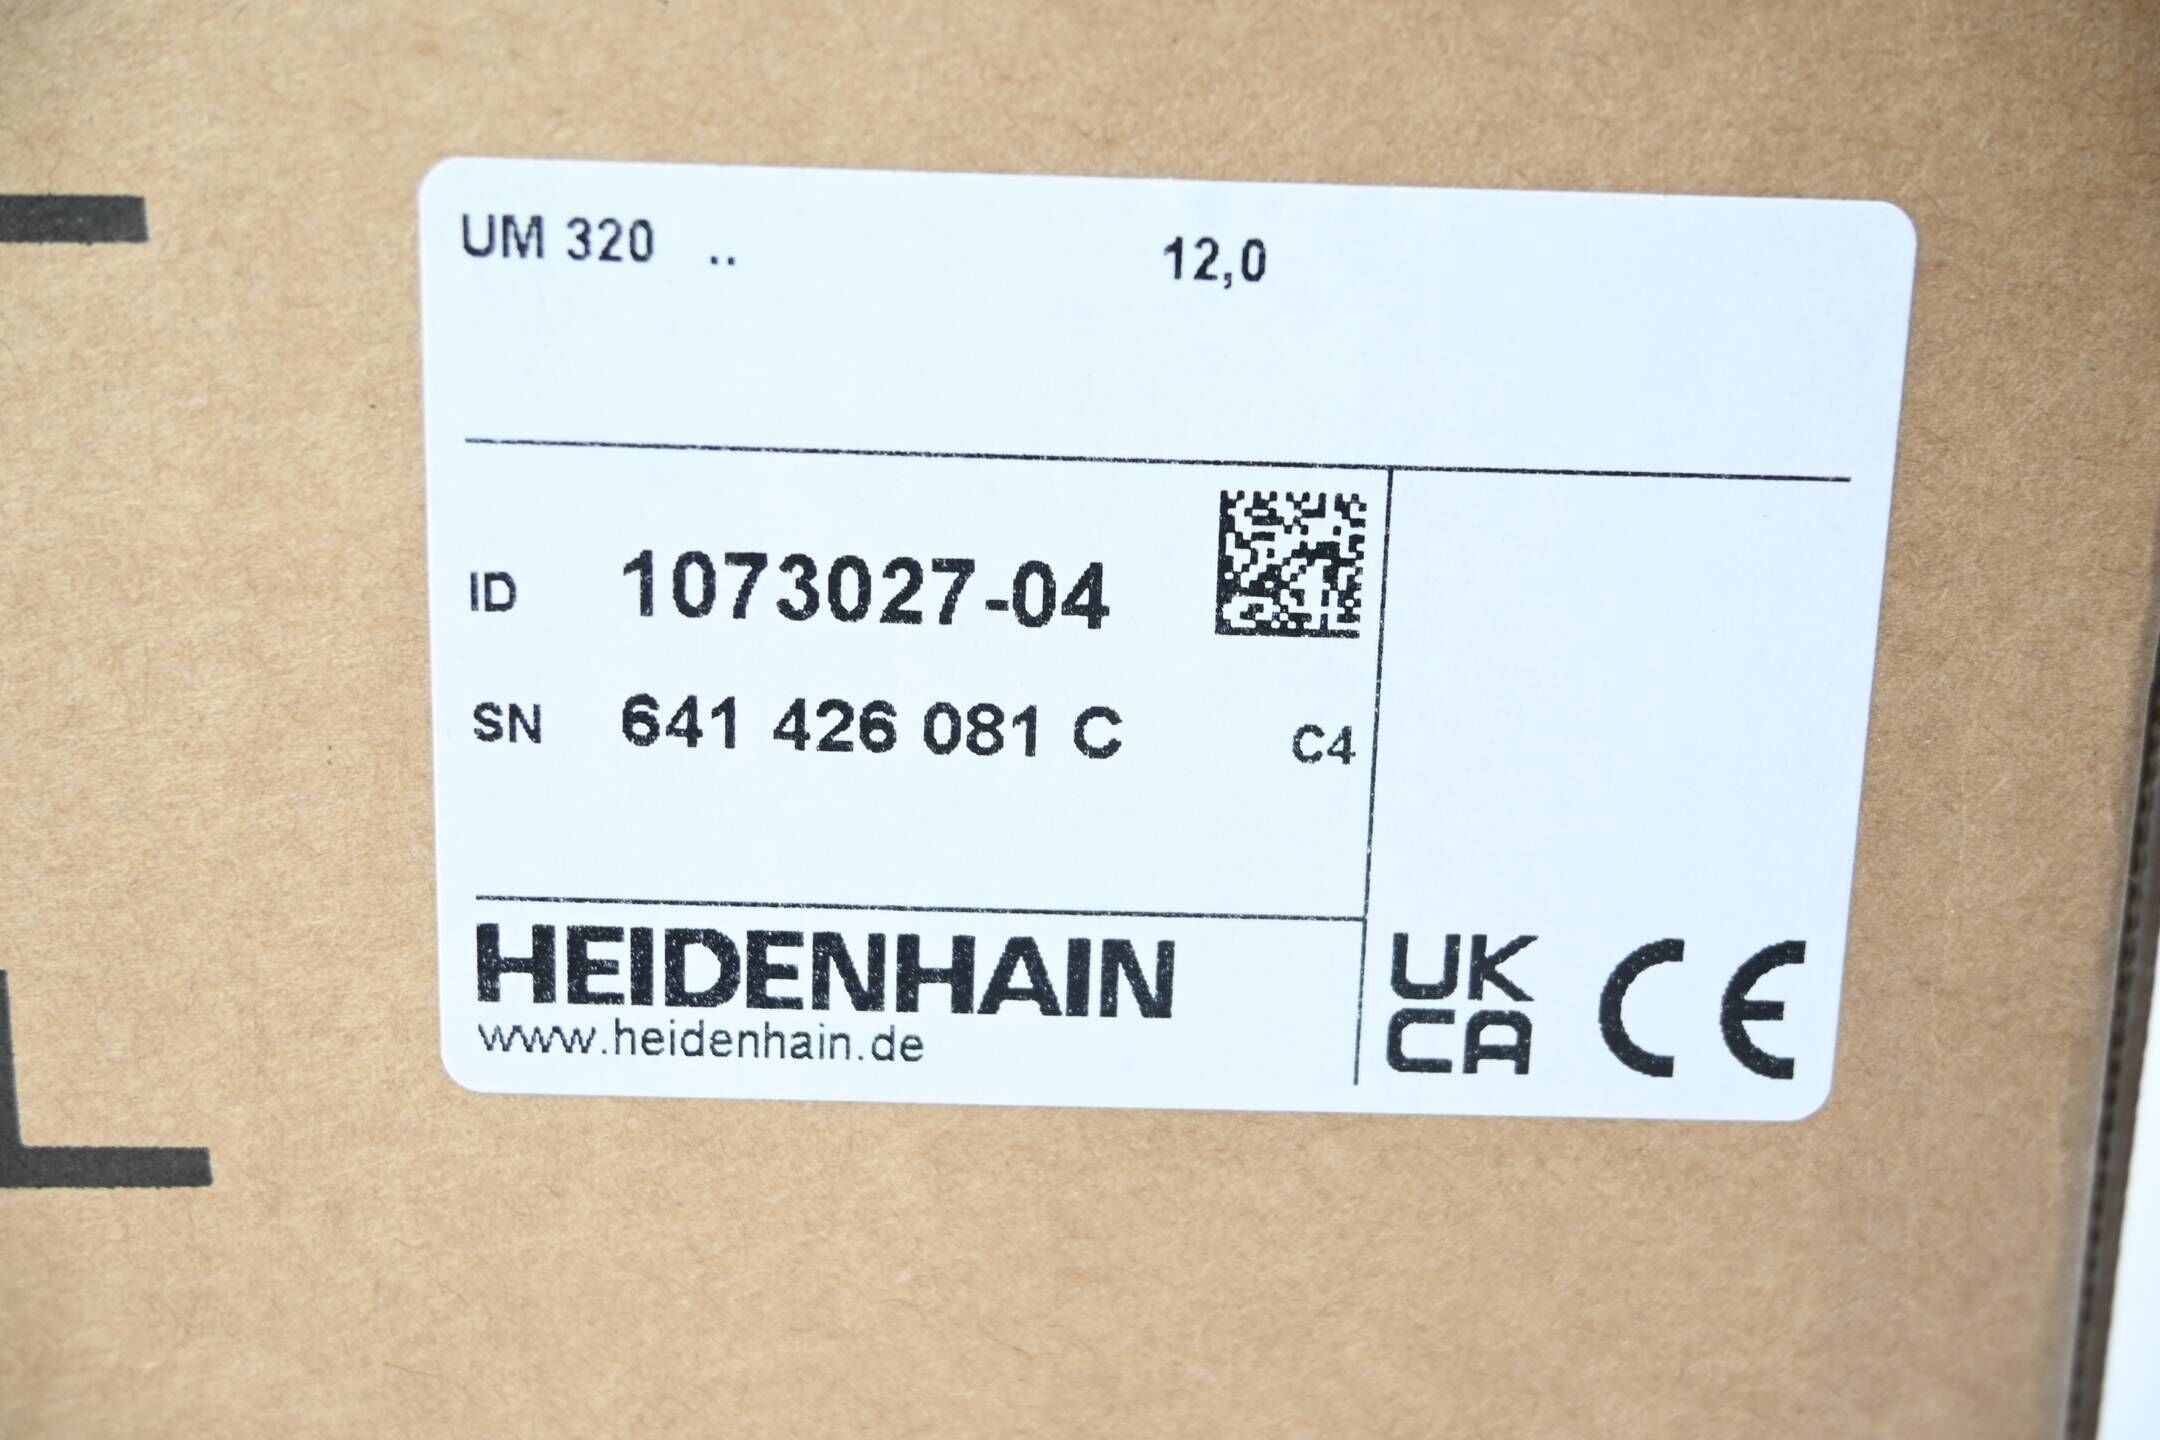 UM 320 .. 12,0
ID 1073027-04
SN 641 426 081 C C4
HEIDENHAIN
www.heidenhain.de
UK
CA CE